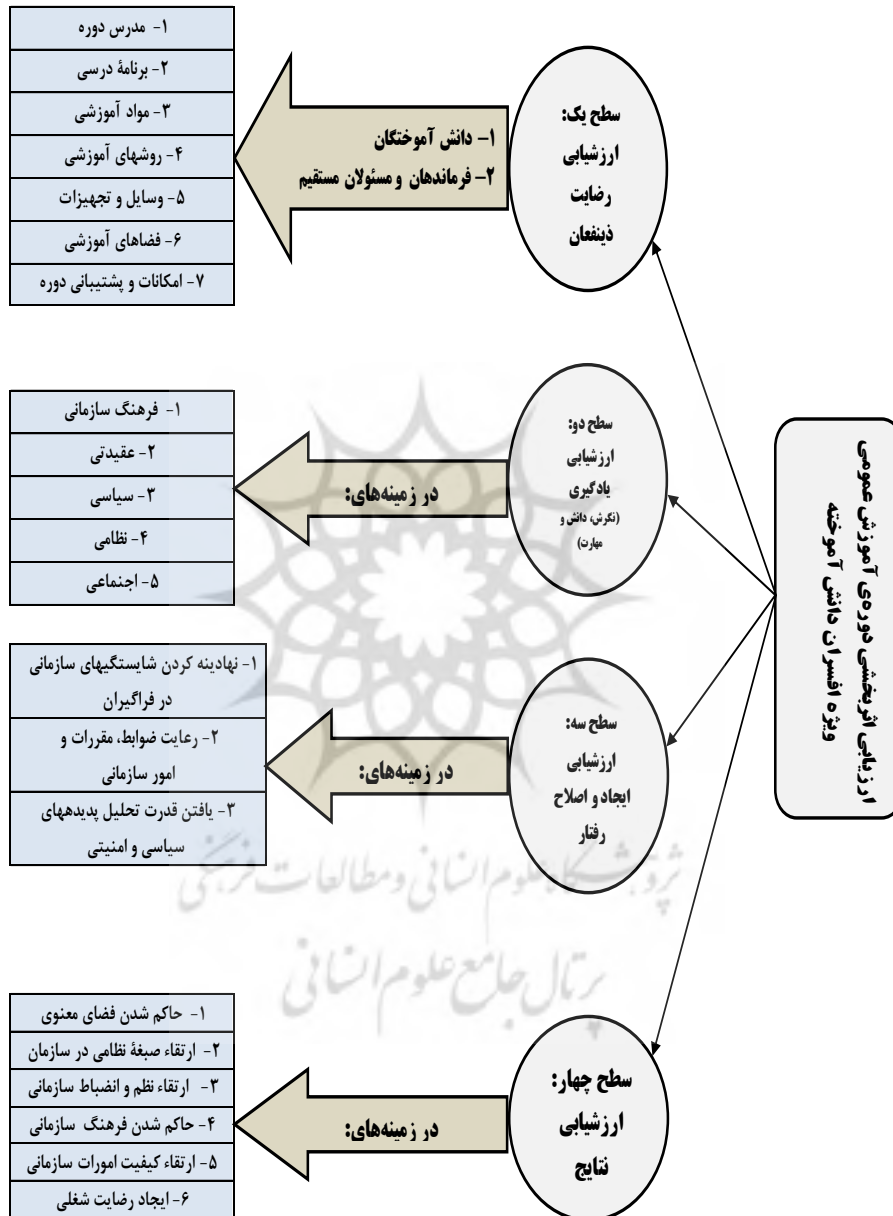 ارزیابی اثربخشی دوره‌ی آموزش عمومی
ویژه افسران دانش آموخته
سطح یک:
ارزشیابی
رضایت
ذینفعان
۱- دانش آموختگان
۲- فرماندهان و مسئولان مستقیم
۱- مدرس دوره
۲- برنامۀ درسی
۳- مواد آموزشی
۴- روشهای آموزشی
۵- وسایل و تجهیزات
۶- فضاهای آموزشی
۷- امکانات و پشتیبانی دوره
سطح دو:
ارزشیابی
یادگیری
(نگرش، دانش و
مهارت)
در زمینه‌های:
۱- فرهنگ سازمانی
۲- عقیدتی
۳- سیاسی
۴- نظامی
۵- اجتماعی
سطح سه:
ارزشیابی
ایجاد و اصلاح
رفتار
در زمینه‌های:
۱- نهادینه کردن شایستگیهای سازمانی
در فراگیران
۲- رعایت ضوابط، مقررات و
امور سازمانی
۳- یافتن قدرت تحلیل پدیدههای
سیاسی و امنیتی
پژوهشگاه علوم انسانی و مطالعات فرهنگی
پرتال جامع علوم انسانی
سطح چهار:
ارزشیابی
نتایج
در زمینه‌های:
۱- حاکم شدن فضای معنوی
۲- ارتقاء صبغۀ نظامی در سازمان
۳- ارتقاء نظم و انضباط سازمانی
۴- حاکم شدن فرهنگ سازمانی
۵- ارتقاء کیفیت امورات سازمانی
۶- ایجاد رضایت شغلی